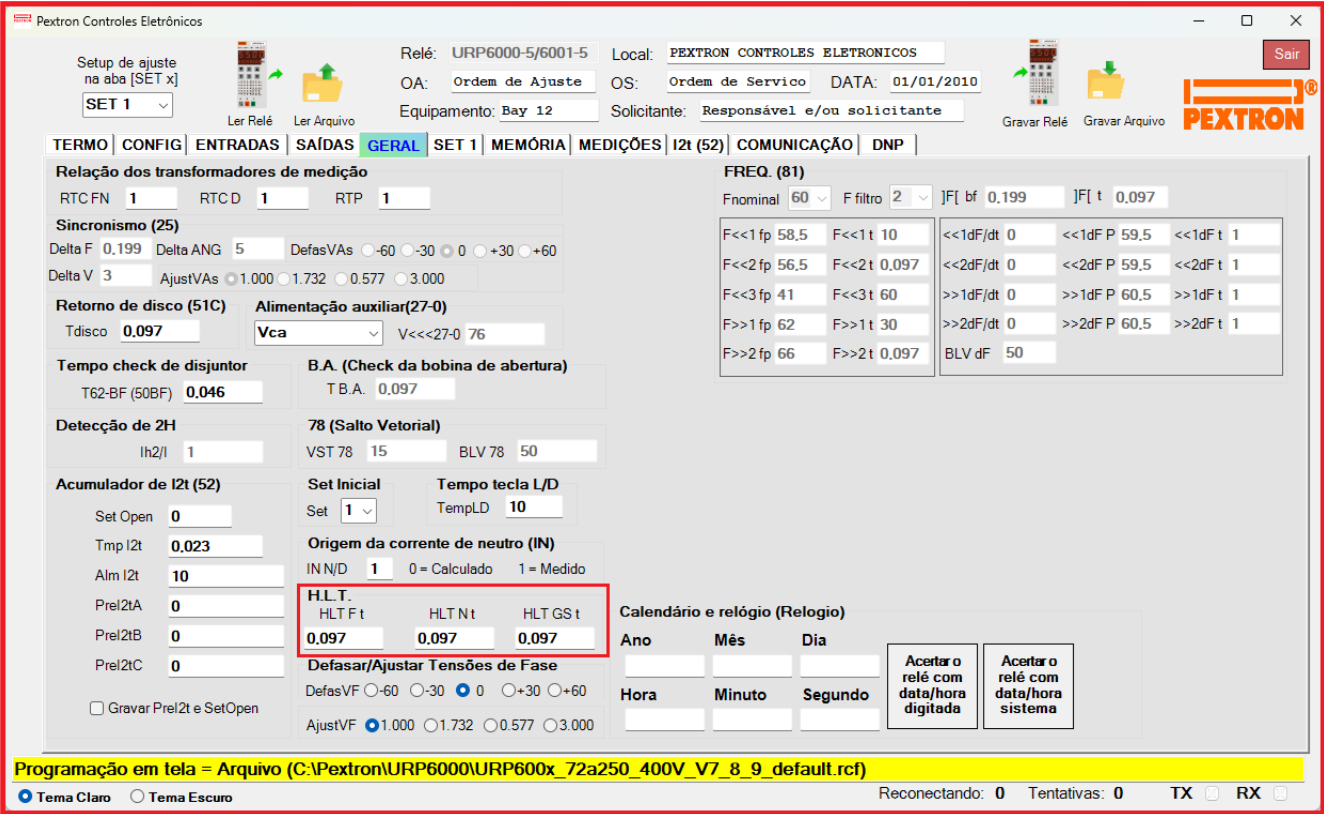 Pextron Controles Eletrônicos
Setup de ajuste
na aba [SET x]
SET 1
Ler Relé
Ler Arquivo
Relé: URP6000-5/6001-5 Local: PEXTRON CONTROLES ELETRONICOS
OA: Ordem de Ajuste OS: Ordem de Servico DATA: 01/01/2010
Equipamento: Bay 12 Solicitante: Responsável e/ou solicitante
Gravar Relé
Gravar Arquivo
Sair
PEXTRON®
TERMO CONFIG ENTRADAS SAÍDAS GERAL SET 1 MEMÓRIA MEDIÇÕES I2t (52) COMUNICAÇÃO DNP
Relação dos transformadores de medição
RTC FN 1 RTC D 1 RTP 1
Sincronismo (25)
Delta F 0,199 Delta ANG 5 DefasVAs -60 -30 0 +30 +60
Delta V 3 AjustVAs 1.000 1.732 0.577 3.000
Retorno de disco (51C)
Tdisco 0,097
Alimentação auxiliar(27-0)
Vca V<<<27-0 76
Tempo check de disjuntor
T62-BF (50BF) 0,046
B.A. (Check da bobina de abertura)
T B.A. 0,097
Detecção de 2H
Ih2/I 1
78 (Salto Vetorial)
VST 78 15 BLV 78 50
Acumulador de I2t (52)
Set Open 0
Tmp I2t 0,023
Alm I2t 10
PreI2tA 0
PreI2tB 0
PreI2tC 0
Gravar PreI2t e SetOpen
Set Inicial
Set 1
Tempo tecla L/D
TempLD 10
Origem da corrente de neutro (IN)
IN N/D 1 0 = Calculado 1 = Medido
H.L.T.
HLT F t HLT N t HLT GS t
0,097 0,097 0,097
Defasar/Ajustar Tensões de Fase
DefasVF -60 -30 0 +30 +60
AjustVF 1.000 1.732 0.577 3.000
FREQ. (81)
Fnominal 60 F filtro 2 ]F[ bf 0,199 ]F[ t 0,097
F<<1 fp 58,5 F<<1 t 10 <<1dF/dt 0 <<1dF P 59,5 <<1dF t 1
F<<2 fp 56,5 F<<2 t 0,097 <<2dF/dt 0 <<2dF P 59,5 <<2dF t 1
F<<3 fp 41 F<<3 t 60 >>1dF/dt 0 >>1dF P 60,5 >>1dF t 1
F>>1 fp 62 F>>1 t 30 >>2dF/dt 0 >>2dF P 60,5 >>2dF t 1
F>>2 fp 66 F>>2 t 0,097 BLV dF 50
Calendário e relógio (Relogio)
Ano Mês Dia
Hora Minuto Segundo
Acertar o
relé com
data/hora
digitada
Acertar o
relé com
data/hora
sistema
Programação em tela = Arquivo (C:\Pextron\URP6000\URP600x_72a250_400V_V7_8_9_default.rcf)
Tema Claro Tema Escuro Reconectando: 0 Tentativas: 0 TX RX